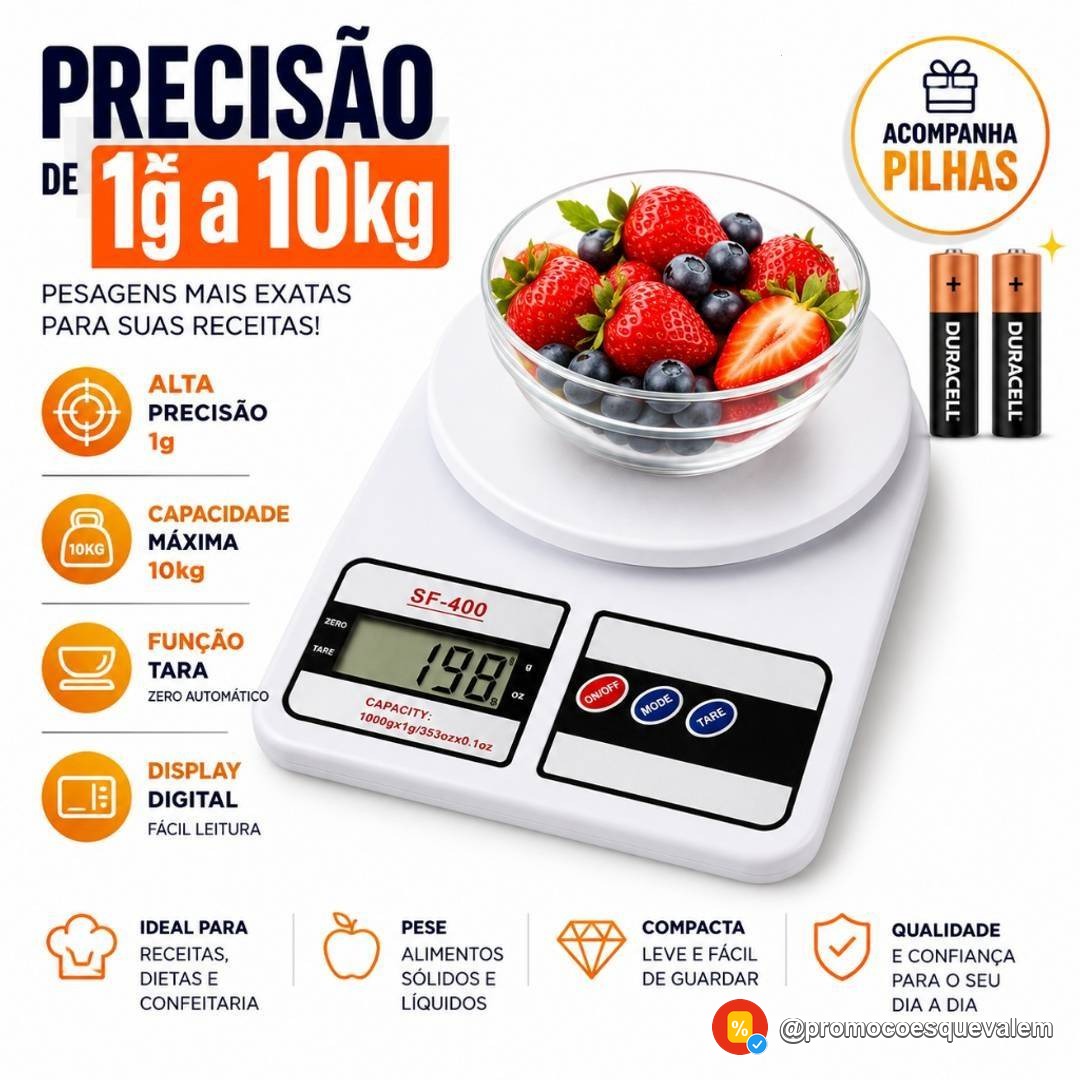 PRECISÃO
DE 1g̃ a 10kg
PESAGENS MAIS EXATAS
PARA SUAS RECEITAS!
ACOMPANHA
PILHAS
+
+
DURACELL
DURACELL
ALTA
PRECISÃO
1g
10KG
CAPACIDADE
MÁXIMA
10kg
FUNÇÃO
TARA
ZERO AUTOMÁTICO
DISPLAY
DIGITAL
FÁCIL LEITURA
SF-400
ZERO
TARE
198
g
oz
CAPACITY:
1000gx1g/353ozx0.1oz
ON/OFF
MODE
TARE
IDEAL PARA
RECEITAS,
DIETAS E
CONFEITARIA
PESE
ALIMENTOS
SÓLIDOS E
LÍQUIDOS
COMPACTA
LEVE E FÁCIL
DE GUARDAR
QUALIDADE
E CONFIANÇA
PARA O SEU
DIA A DIA
%
@promocoesquevalem